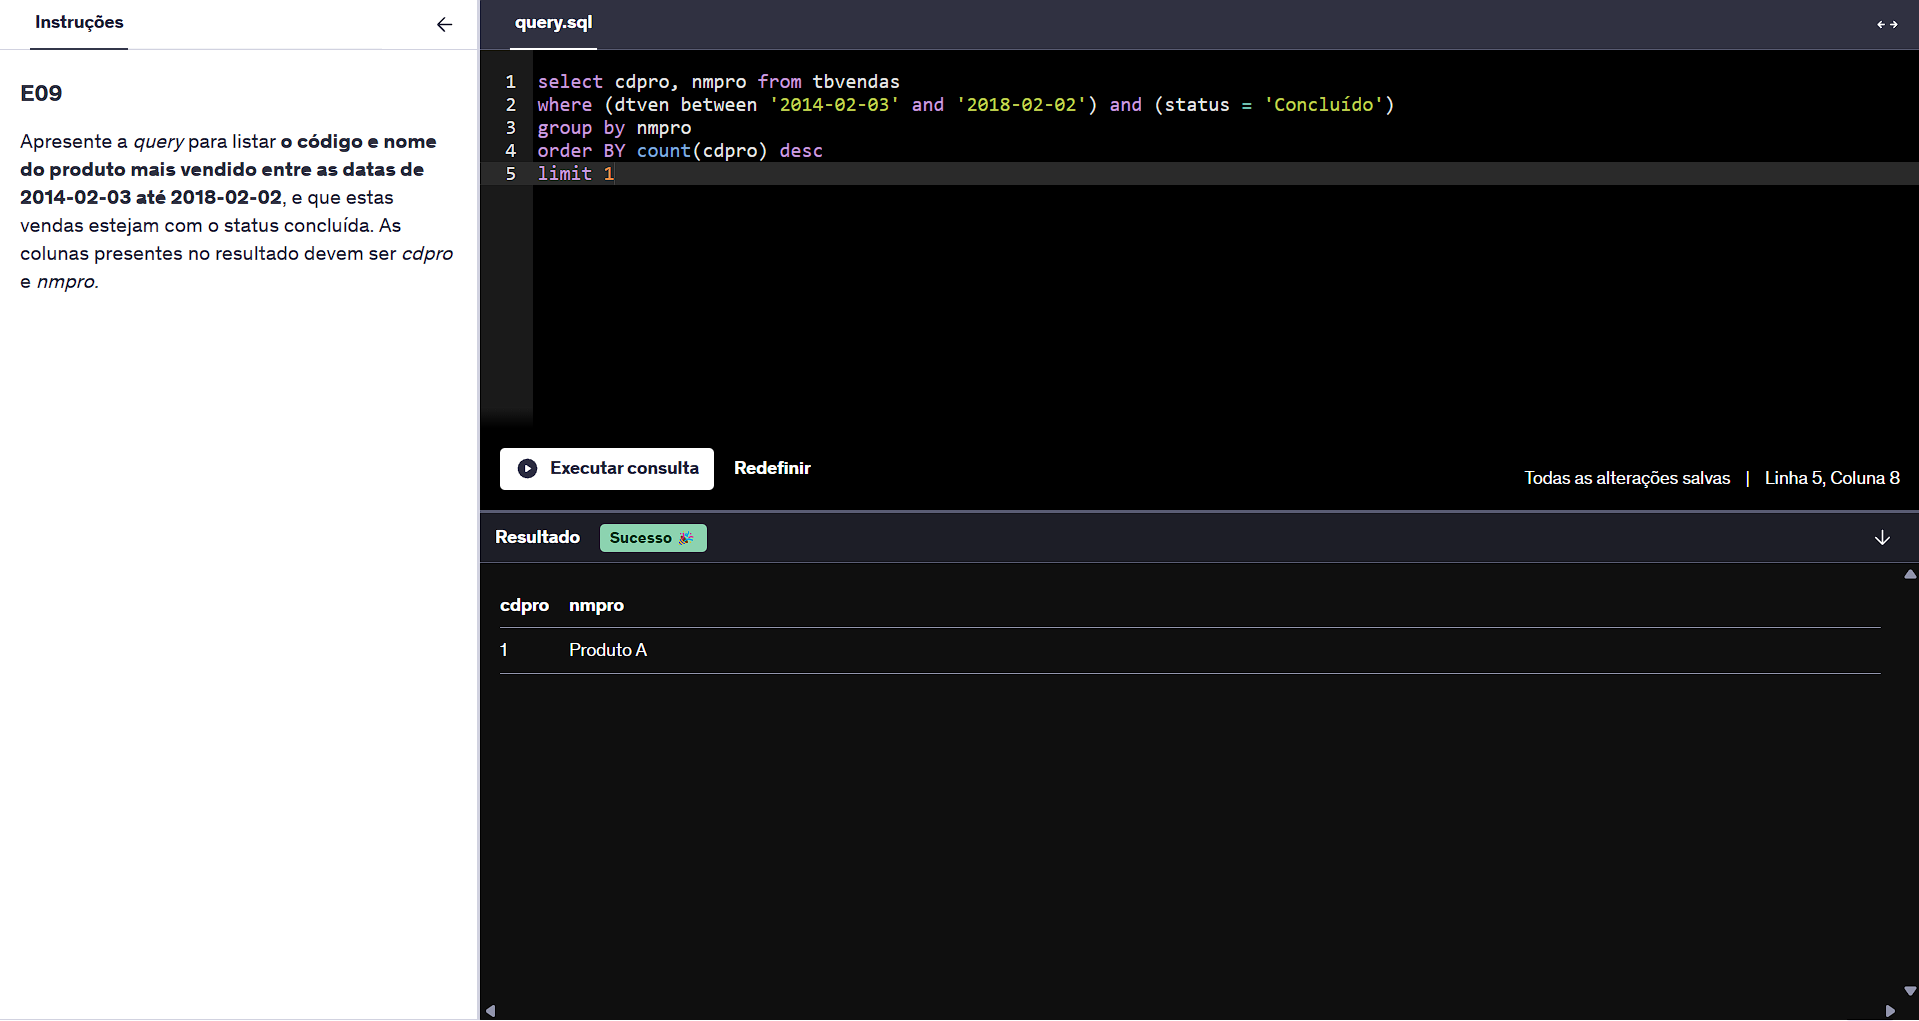 Instruções
E09
Apresente a query para listar o código e nome
do produto mais vendido entre as datas de
2014-02-03 até 2018-02-02, e que estas
vendas estejam com o status concluída. As
colunas presentes no resultado devem ser cdpro
e nmpro.
query.sql
1 select cdpro, nmpro from tbvendas
2 where (dtven between '2014-02-03' and '2018-02-02') and (status = 'Concluído')
3 group by nmpro
4 order BY count(cdpro) desc
5 limit 1
Executar consulta Redefinir
Todas as alterações salvas | Linha 5, Coluna 8
Resultado Sucesso 🎉
cdpro nmpro
1 Produto A